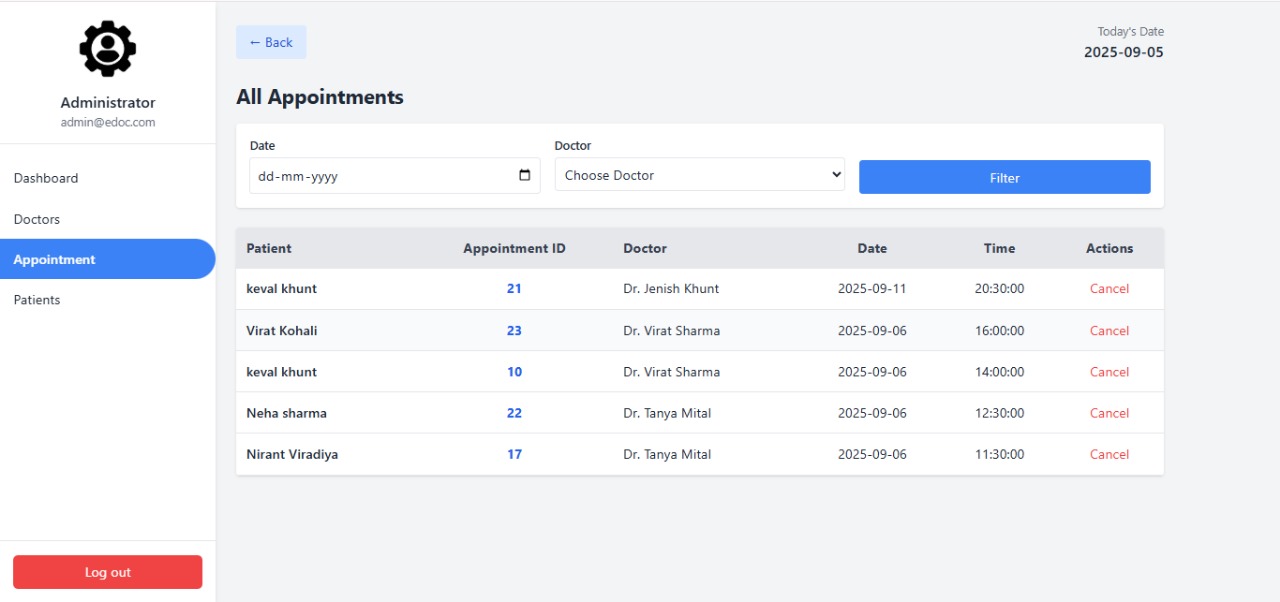 Administrator
admin@edoc.com
Dashboard
Doctors
Appointment
Patients
Log out
← Back
Today's Date
2025-09-05
All Appointments
Date Doctor
dd-mm-yyyy Choose Doctor Filter
Patient Appointment ID Doctor Date Time Actions
keval khunt 21 Dr. Jenish Khunt 2025-09-11 20:30:00 Cancel
Virat Kohali 23 Dr. Virat Sharma 2025-09-06 16:00:00 Cancel
keval khunt 10 Dr. Virat Sharma 2025-09-06 14:00:00 Cancel
Neha sharma 22 Dr. Tanya Mital 2025-09-06 12:30:00 Cancel
Nirant Viradiya 17 Dr. Tanya Mital 2025-09-06 11:30:00 Cancel